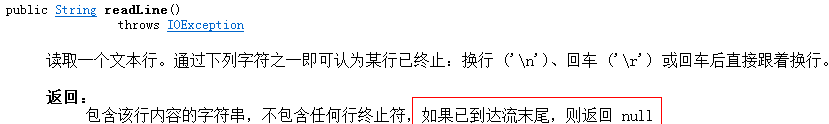 public String readLine()
throws IOException
读取一个文本行。通过下列字符之一即可认为某行已终止：换行 ('\n')、回车 ('\r') 或回车后直接跟着换行。
返回：
包含该行内容的字符串，不包含任何行终止符，如果已到达流末尾，则返回 null